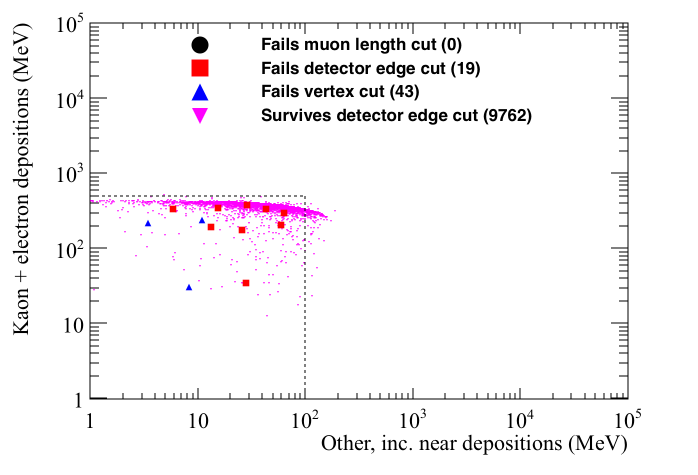 Kaon + electron depositions (MeV)
10^5
10^4
10^3
10^2
10
1
Fails muon length cut (0)
Fails detector edge cut (19)
Fails vertex cut (43)
Survives detector edge cut (9762)
1 10 10^2 10^3 10^4 10^5
Other, inc. near depositions (MeV)